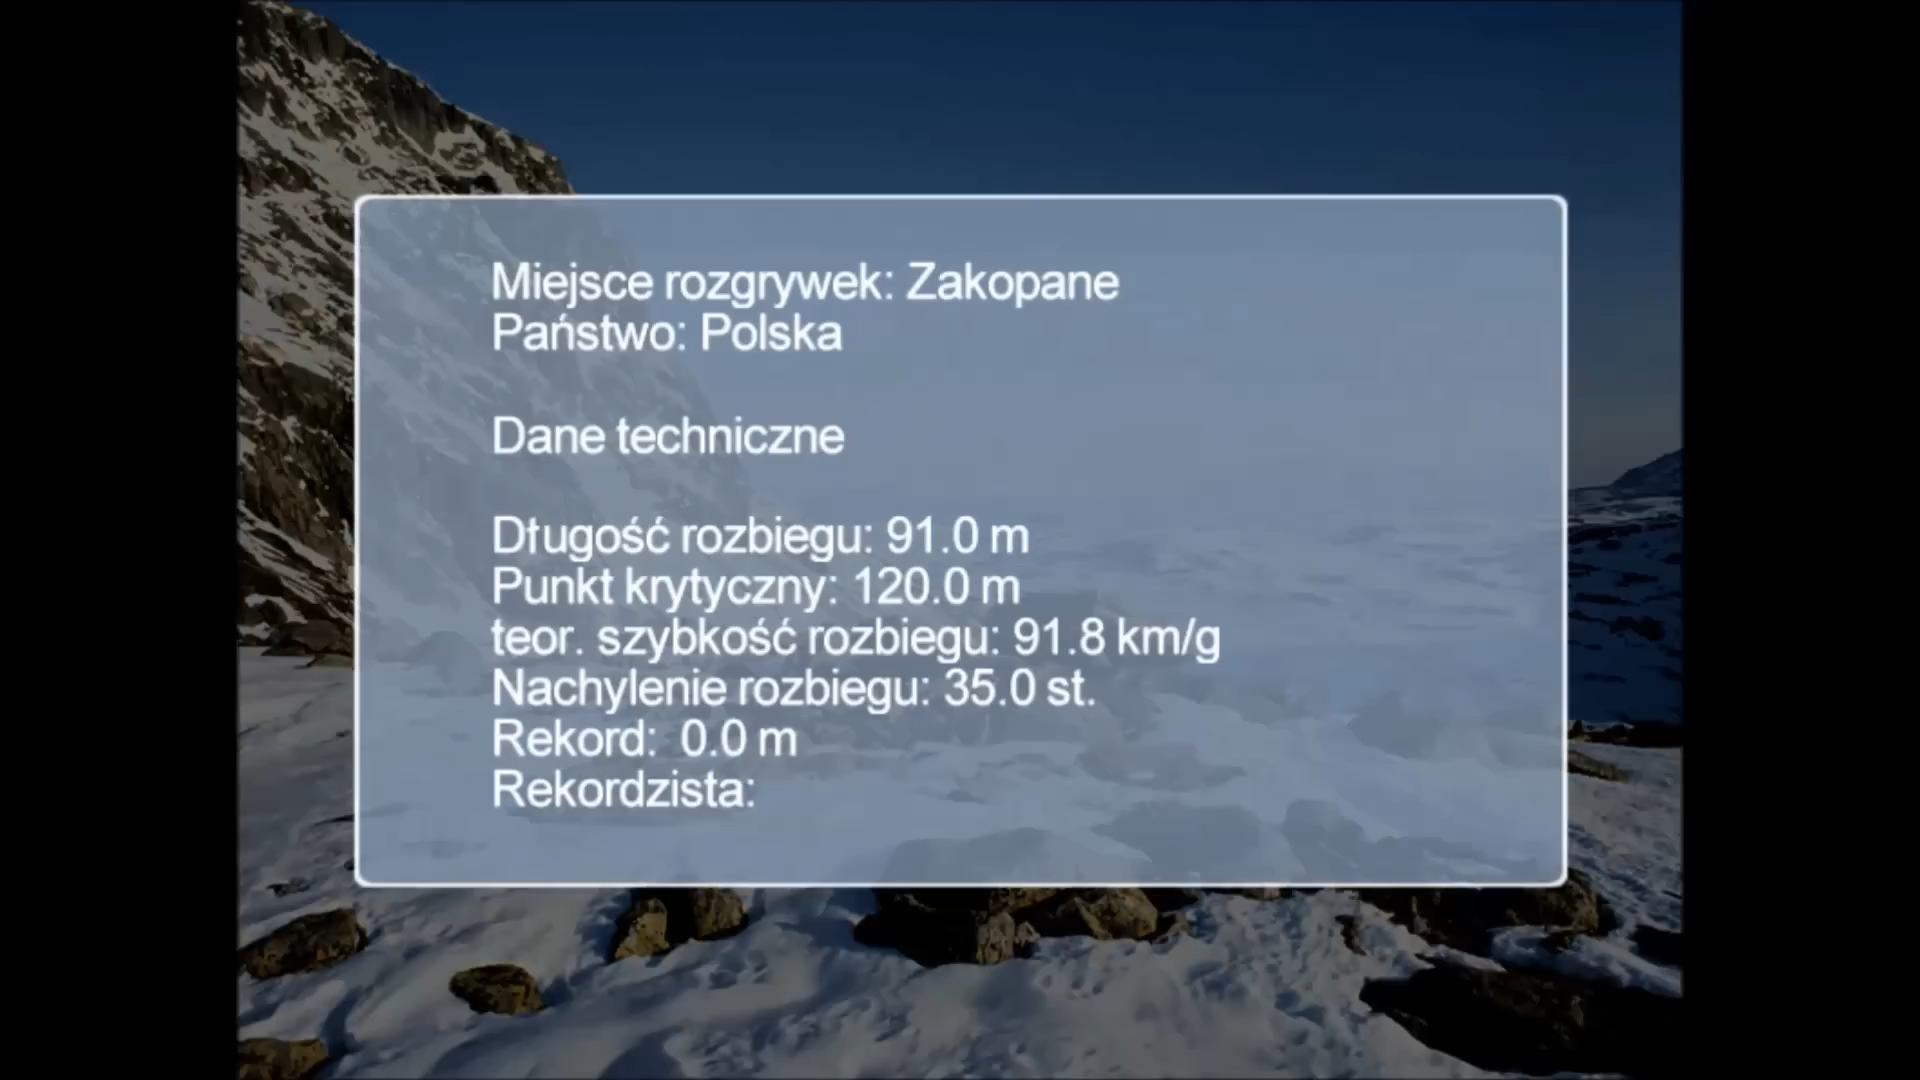 Miejsce rozgrywek: Zakopane
Państwo: Polska
Dane techniczne
Długość rozbiegu: 91.0 m
Punkt krytyczny: 120.0 m
teor. szybkość rozbiegu: 91.8 km/g
Nachylenie rozbiegu: 35.0 st.
Rekord: 0.0 m
Rekordzista: